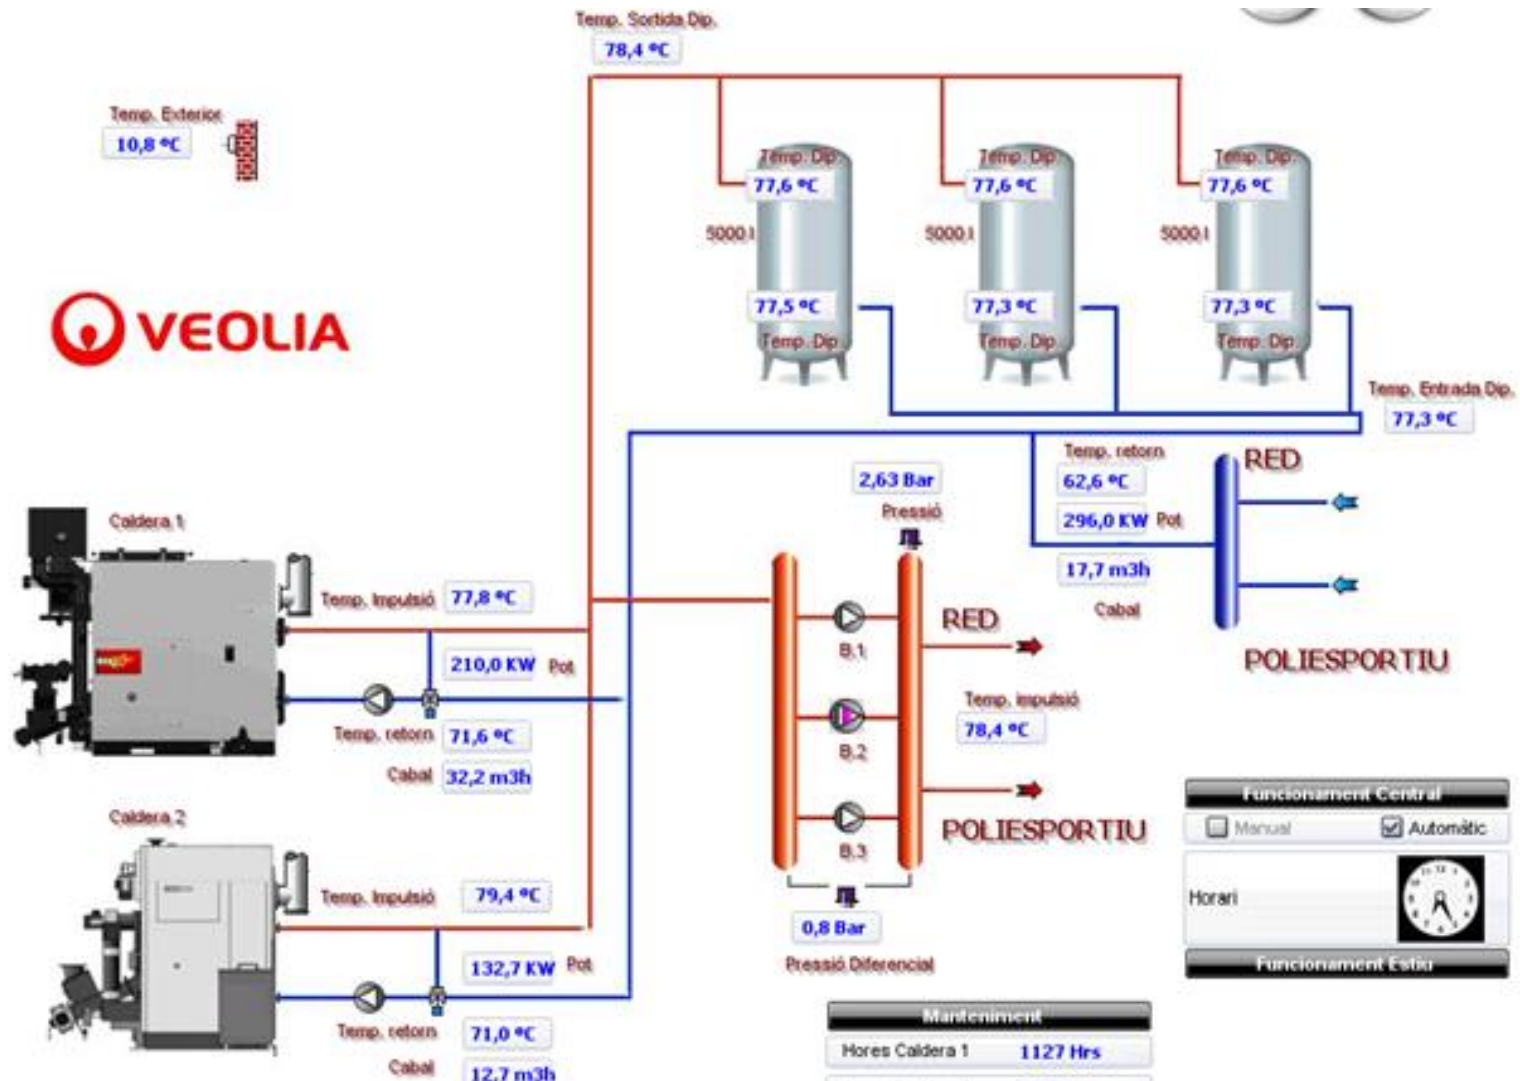 Temp. Sortida Dip.
78,4 ºC
Temp. Exterior
10,8 ºC
Temp. Dip.
Temp. Dip.
Temp. Dip.
77,6 ºC
77,6 ºC
77,6 ºC
5000 l
5000 l
5000 l
77,5 ºC
77,3 ºC
77,3 ºC
Temp. Dip.
Temp. Dip.
Temp. Dip.
VEOLIA
Temp. Entrada Dip.
77,3 ºC
Temp. retorn
62,6 ºC
296,0 KW Pot
17,7 m3h
Cabal
RED
POLIESPORTIU
2,63 Bar
Pressió
Caldera 1
Temp. Impulsió 77,8 ºC
210,0 KW Pot
Temp. retorn 71,6 ºC
Cabal 32,2 m3h
B.1
B.2
B.3
RED
Temp. impulsió
78,4 ºC
POLIESPORTIU
0,8 Bar
Pressió Diferencial
Caldera 2
Temp. Impulsió 79,4 ºC
132,7 KW Pot
Temp. retorn 71,0 ºC
Cabal 12,7 m3h
Funcionament Central
Manual Automàtic
Horari
Funcionament Estiu
Manteniment
Hores Caldera 1 1127 Hrs